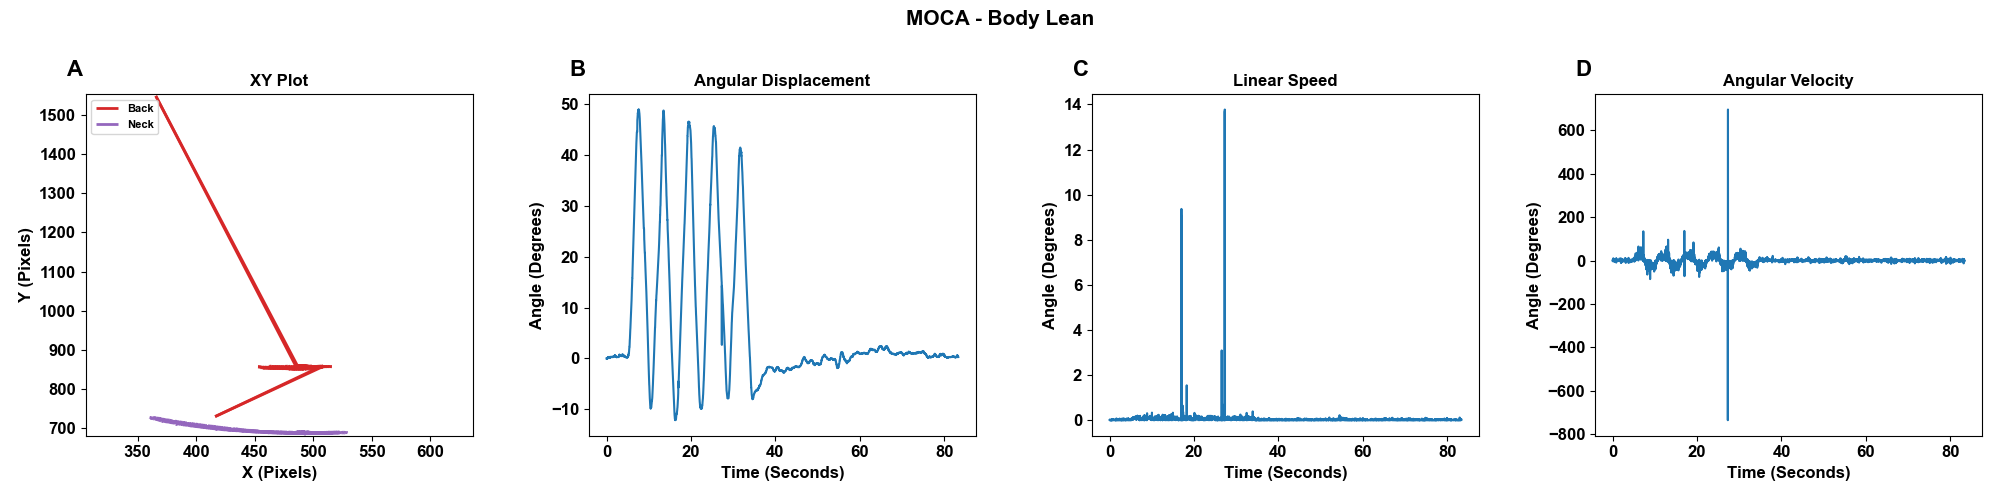 MOCA - Body Lean
A
XY Plot
Back
Neck
1500
1400
1300
1200
1100
1000
900
800
700
350
400
450
500
550
600
Y (Pixels)
X (Pixels)
B
Angular Displacement
50
40
30
20
10
0
−10
0
20
40
60
80
Angle (Degrees)
Time (Seconds)
C
Linear Speed
14
12
10
8
6
4
2
0
0
20
40
60
80
Angle (Degrees)
Time (Seconds)
D
Angular Velocity
600
400
200
0
−200
−400
−600
−800
0
20
40
60
80
Angle (Degrees)
Time (Seconds)